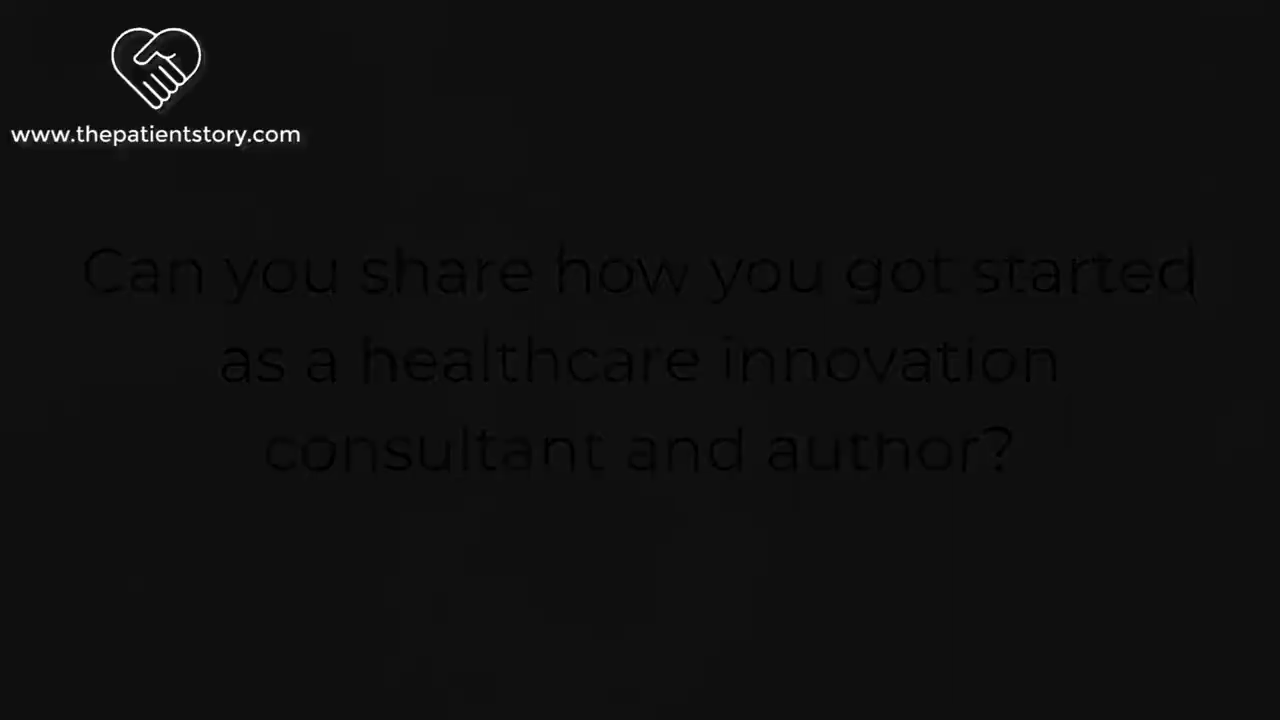 www.thepatientstory.com
Can you share how you got started
as a healthcare innovation
consultant and author?